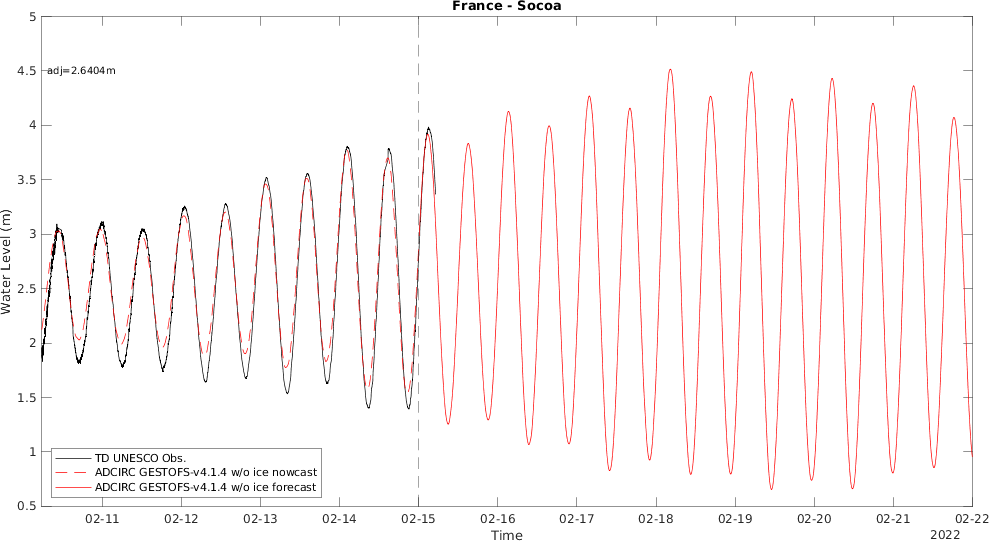 France - Socoa
5
4.5
4
3.5
3
2.5
2
1.5
1
0.5
Water Level (m)
adj=2.6404m
TD UNESCO Obs.
ADCIRC GESTOFS-v4.1.4 w/o ice nowcast
ADCIRC GESTOFS-v4.1.4 w/o ice forecast
02-11 02-12 02-13 02-14 02-15 02-16 02-17 02-18 02-19 02-20 02-21 02-22
Time
2022